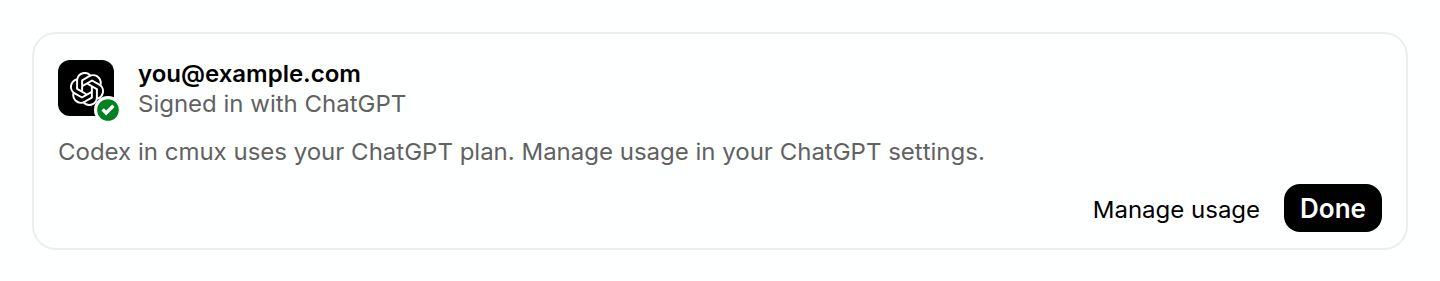 you@example.com
Signed in with ChatGPT
Codex in cmux uses your ChatGPT plan. Manage usage in your ChatGPT settings.
Manage usage
Done